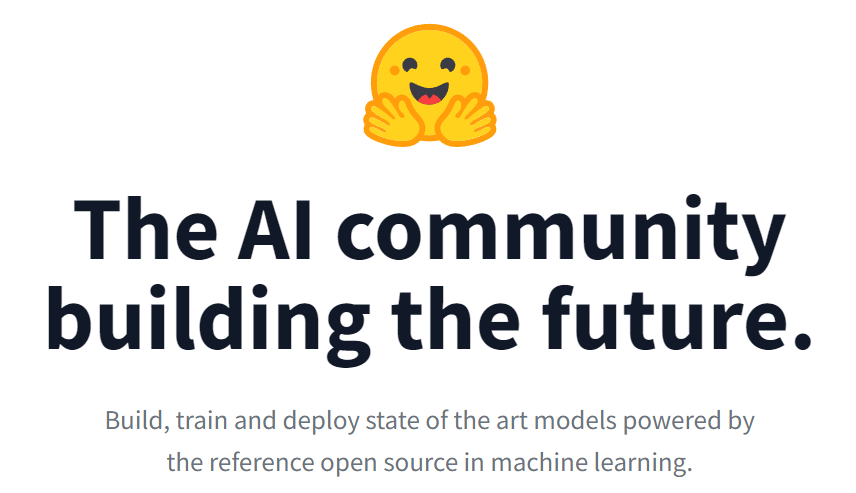 The AI community
building the future.
Build, train and deploy state of the art models powered by
the reference open source in machine learning.